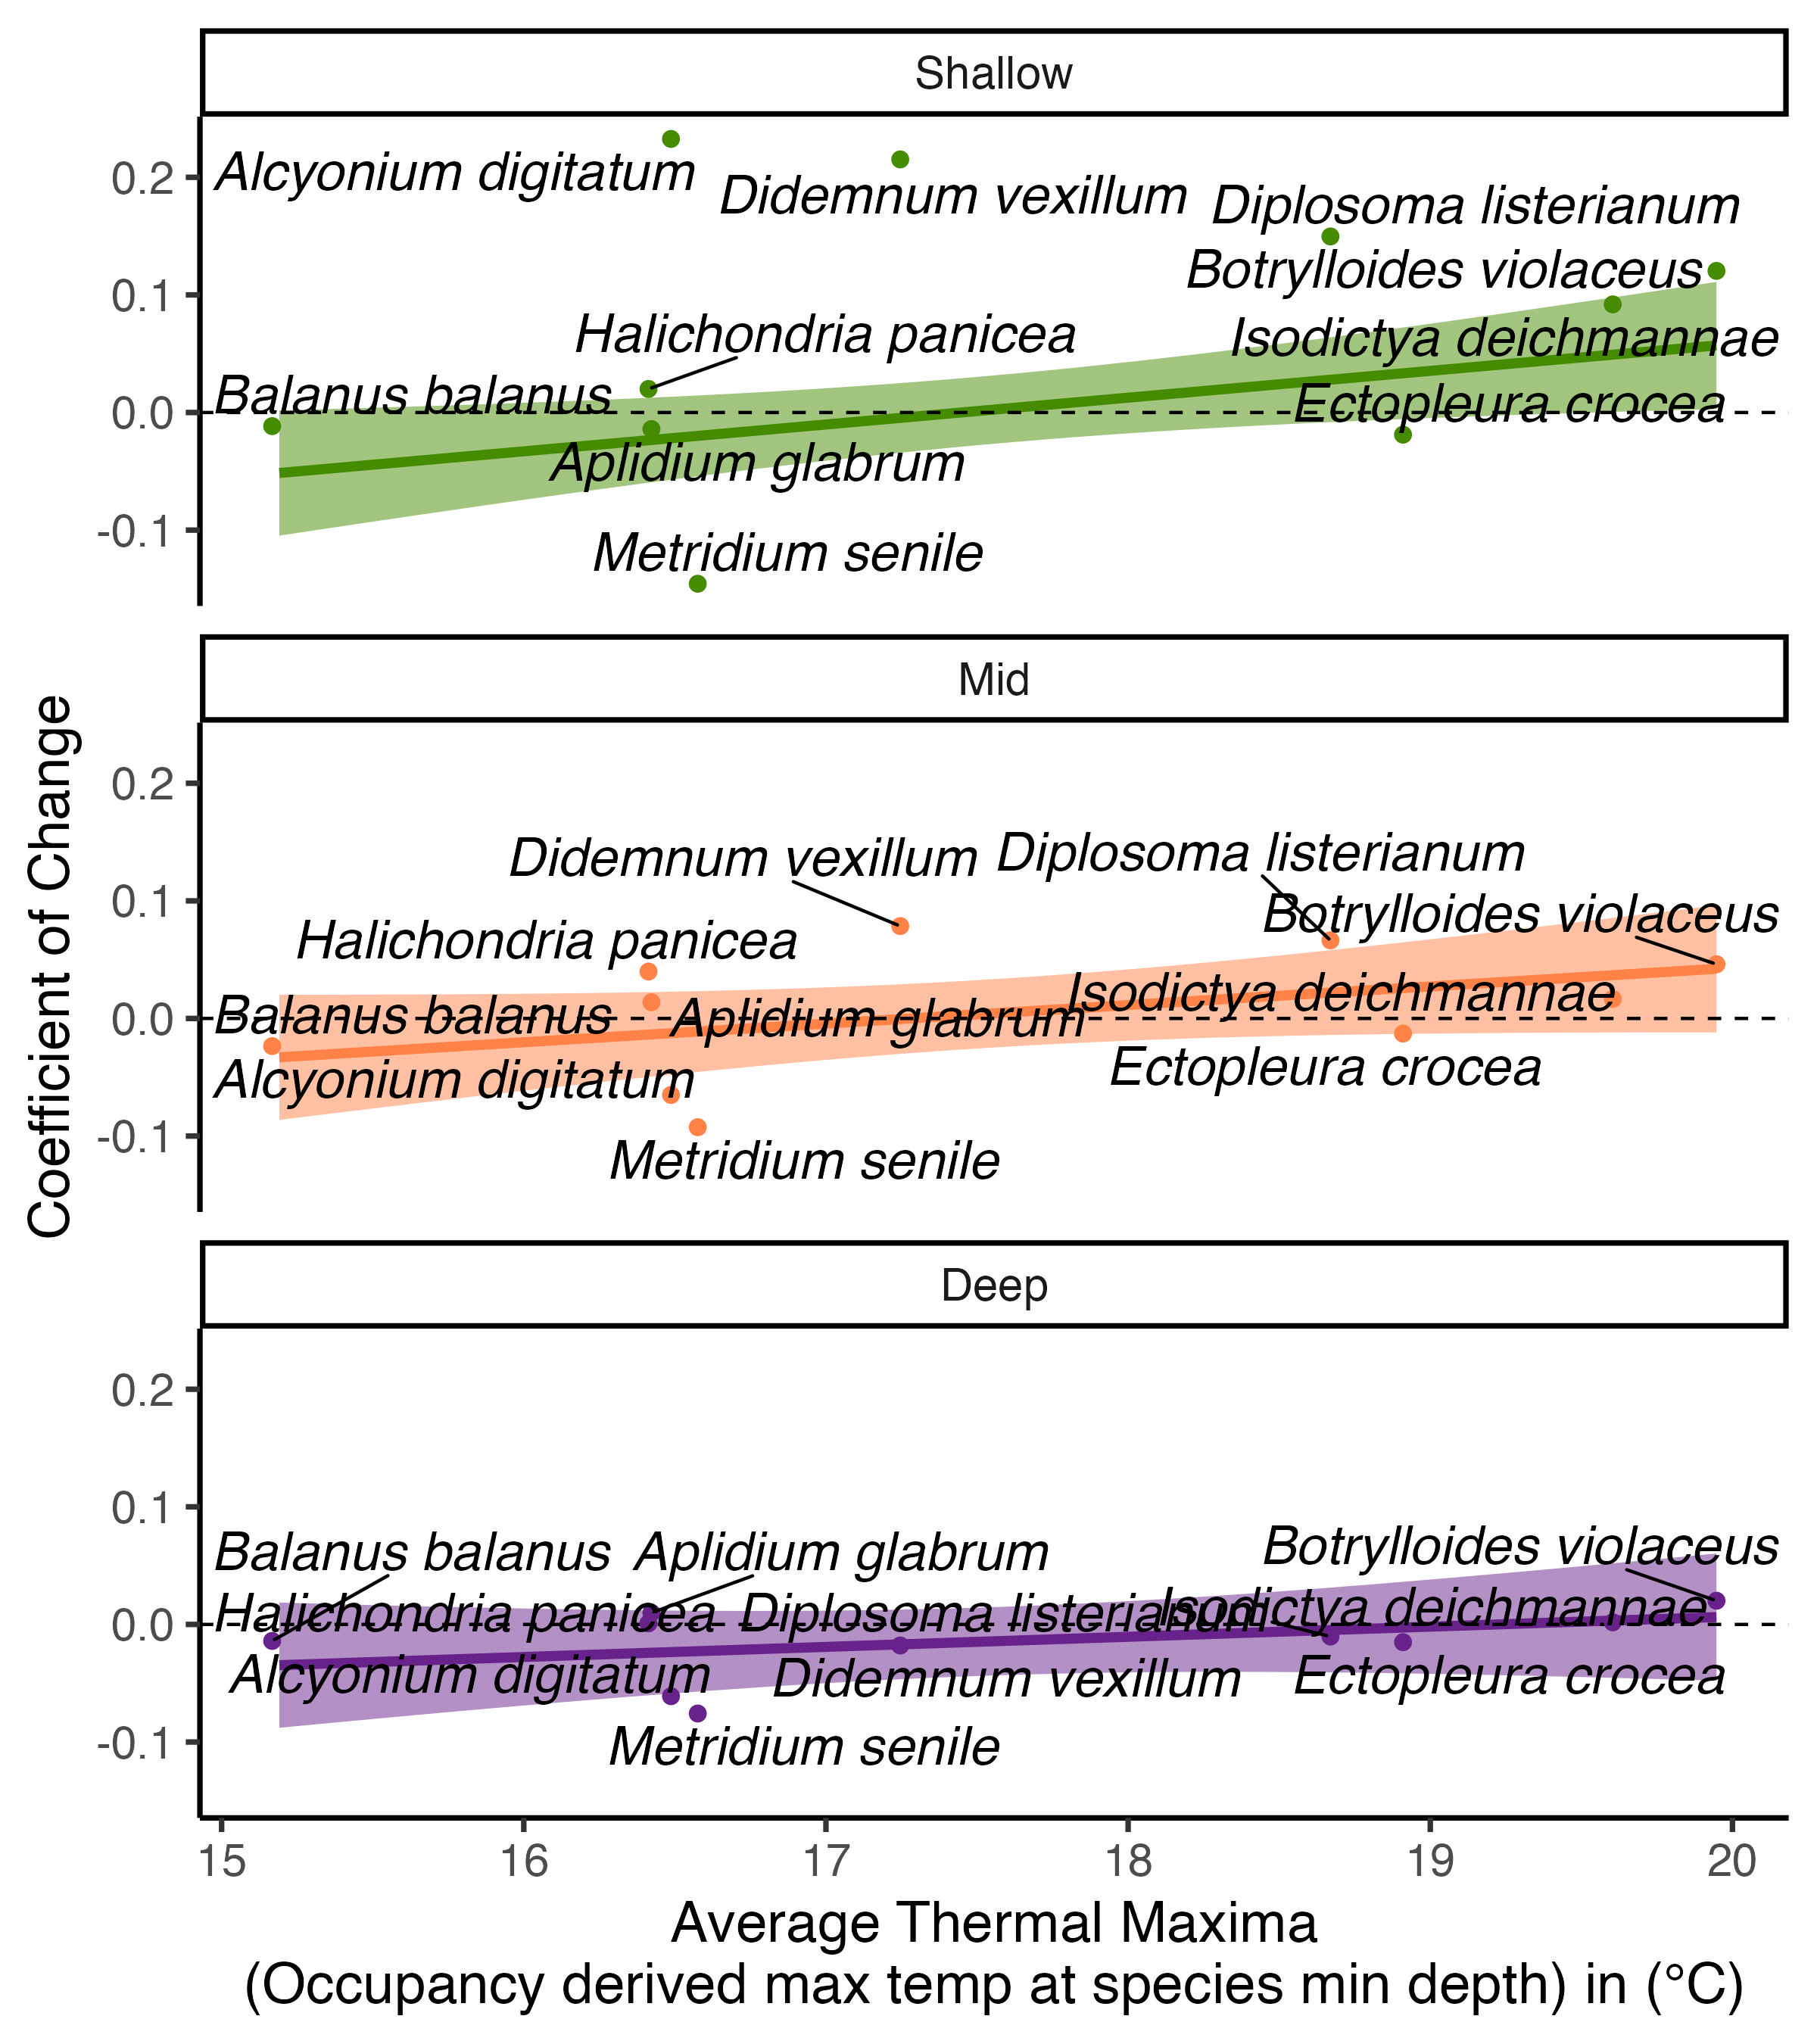 Shallow
0.2
0.1
0.0
-0.1
Alcyonium digitatum
Didemnum vexillum
Diplosoma listerianum
Botrylloides violaceus
Halichondria panicea
Isodictya deichmannae
Balanus balanus
Ectopleura crocea
Aplidium glabrum
Metridium senile
Mid
0.2
0.1
0.0
-0.1
Didemnum vexillum
Diplosoma listerianum
Botrylloides violaceus
Halichondria panicea
Isodictya deichmannae
Balanus balanus
Aplidium glabrum
Ectopleura crocea
Alcyonium digitatum
Metridium senile
Coefficient of Change
Deep
0.2
0.1
0.0
-0.1
Balanus balanus
Aplidium glabrum
Botrylloides violaceus
Halichondria panicea
Diplosoma listerianum
Isodictya deichmannae
Alcyonium digitatum
Didemnum vexillum
Ectopleura crocea
Metridium senile
15
16
17
18
19
20
Average Thermal Maxima
(Occupancy derived max temp at species min depth) in (°C)